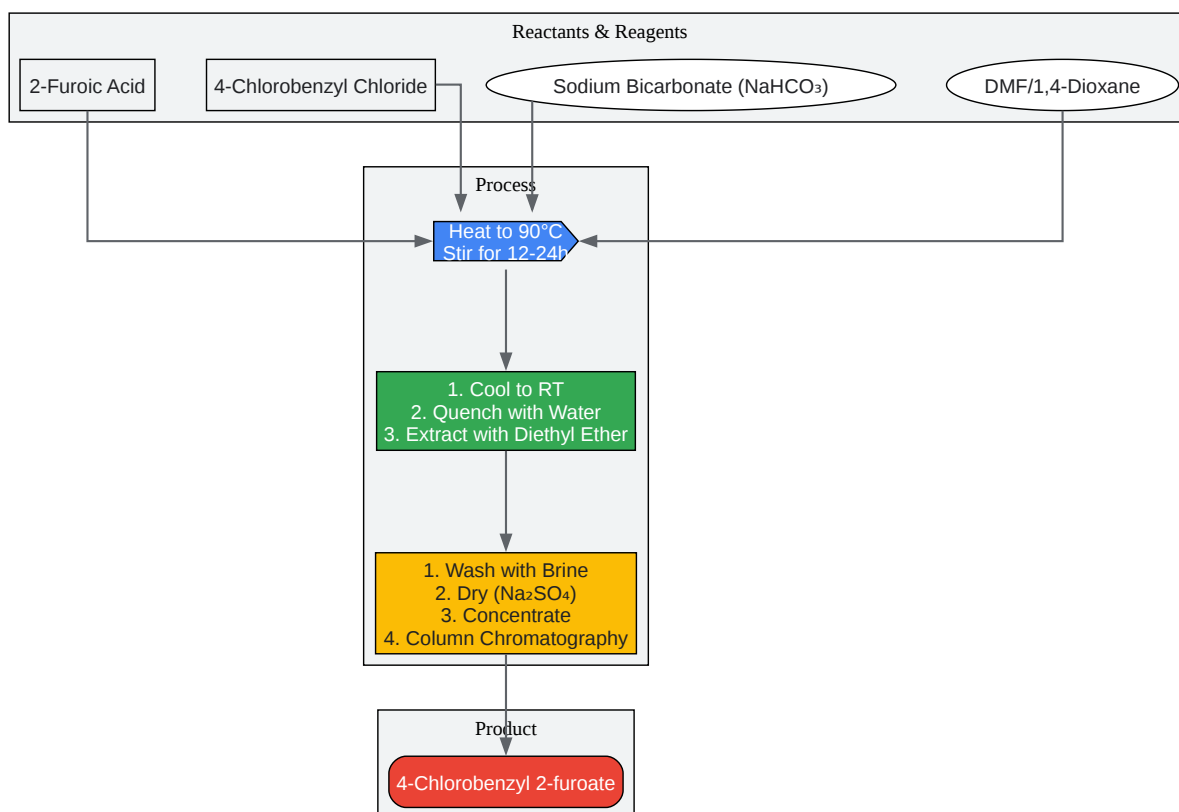 Reactants & Reagents
2-Furoic Acid
4-Chlorobenzyl Chloride
Sodium Bicarbonate (NaHCO₃)
DMF/1,4-Dioxane
Process
Heat to 90°C
Stir for 12-24h
1. Cool to RT
2. Quench with Water
3. Extract with Diethyl Ether
1. Wash with Brine
2. Dry (Na₂SO₄)
3. Concentrate
4. Column Chromatography
Product
4-Chlorobenzyl 2-furoate